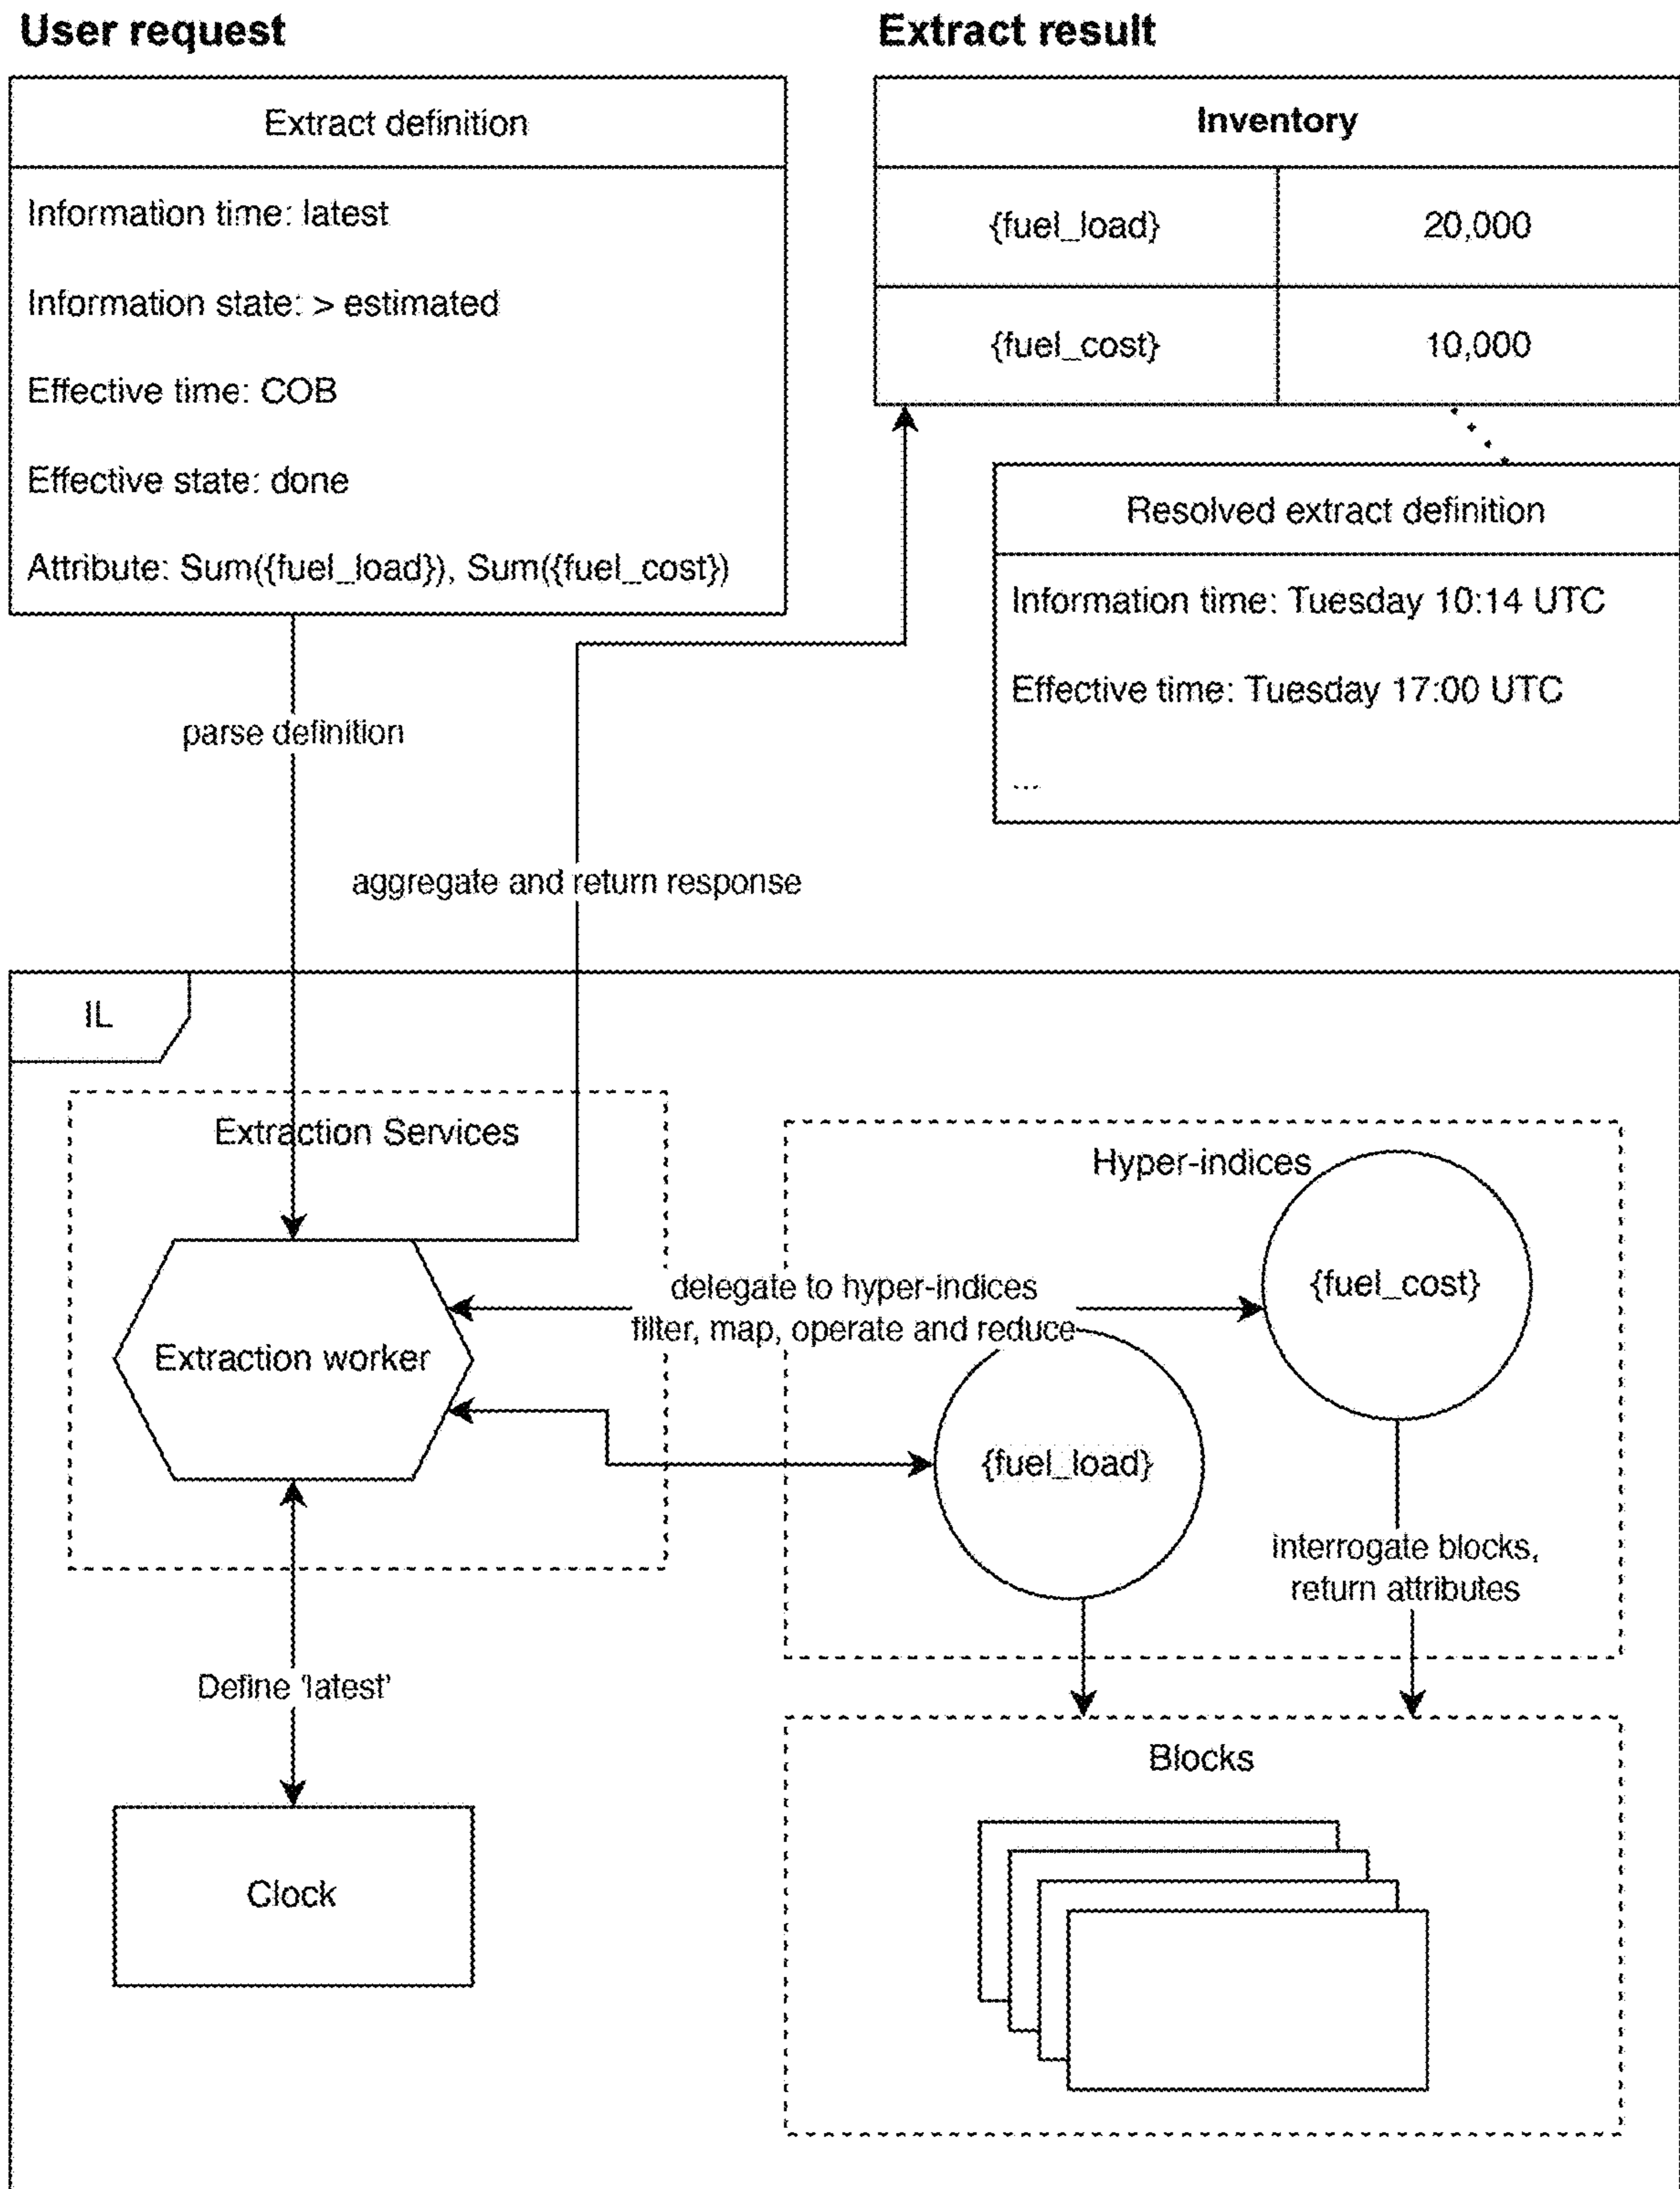 User request
Extract definition
Information time: latest
Information state: > estimated
Effective time: COB
Effective state: done
Attribute: Sum({fuel_load}), Sum({fuel_cost})
Extract result
Inventory
{fuel_load} 20,000
{fuel_cost} 10,000
Resolved extract definition
Information time: Tuesday 10:14 UTC
Effective time: Tuesday 17:00 UTC
...
parse definition
aggregate and return response
IL
Extraction Services
Extraction worker
delegate to hyper-indices
filter, map, operate and reduce
Hyper-indices
{fuel_cost}
{fuel_load}
interrogate blocks,
return attributes
Define 'latest'
Clock
Blocks